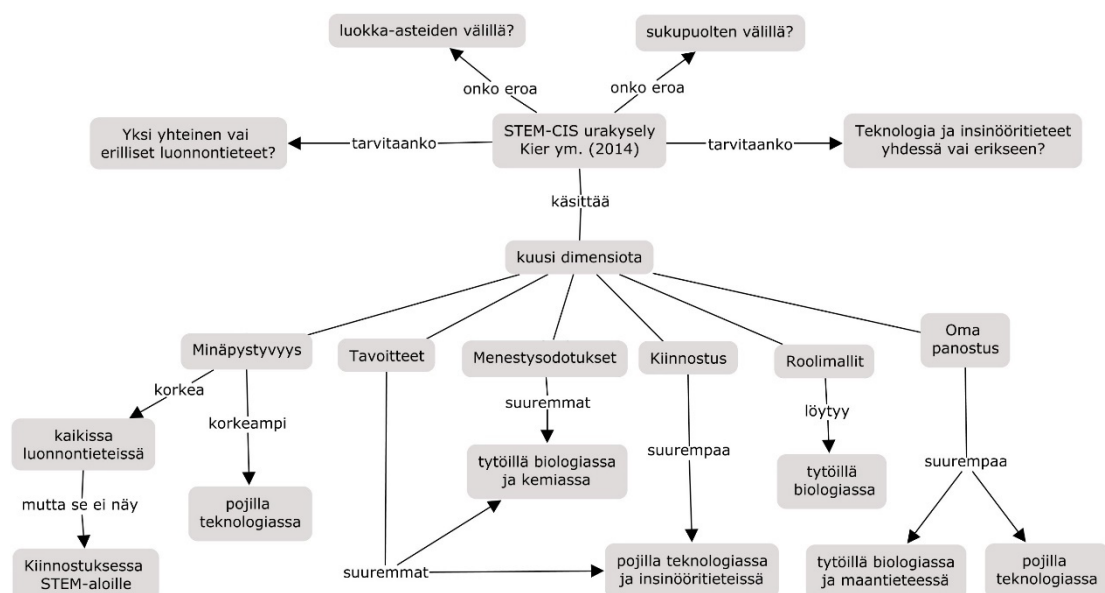 luokka-asteiden välillä?
sukupuolten välillä?
onko eroa
onko eroa
Yksi yhteinen vai
erilliset luonnontieteet?
tarvitaanko
STEM-CIS urakysely
Kier ym. (2014)
tarvitaanko
Teknologia ja insinööritieteet
yhdessä vai erikseen?
käsittää
kuusi dimensiota
Minäpystyvyys
Tavoitteet
Menestysodotukset
Kiinnostus
Roolimallit
Oma
panostus
korkea
korkeampi
suuremmat
suurempaa
löytyy
suurempaa
kaikissa
luonnontieteissä
pojilla
teknologiassa
tytöillä biologiassa
ja kemiassa
tytöillä
biologiassa
mutta se ei näy
suuremmat
Kiinnostuksessa
STEM-aloille
pojilla teknologiassa
ja insinööritieteissä
tytöillä biologiassa
ja maantieteessä
pojilla
teknologiassa